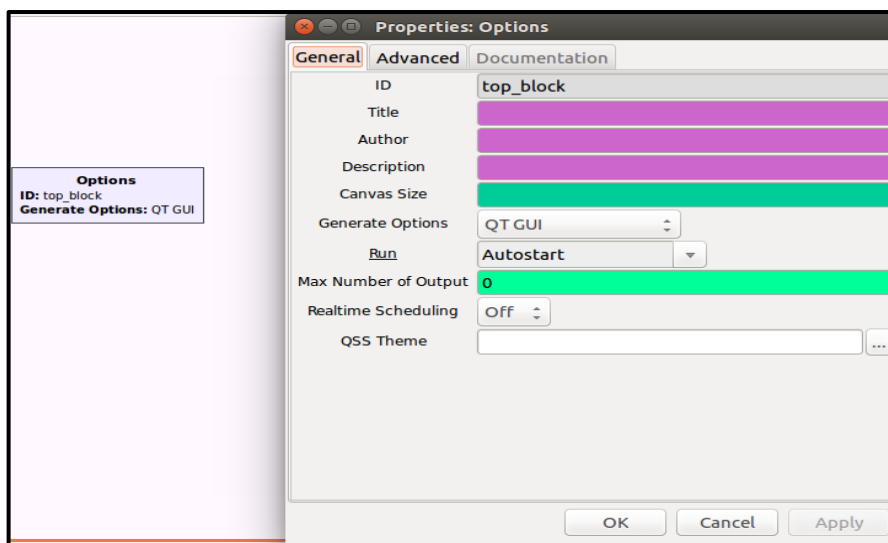 Options
ID: top_block
Generate Options: QT GUI
Properties: Options
General Advanced Documentation
ID top_block
Title
Author
Description
Canvas Size
Generate Options QT GUI
Run Autostart
Max Number of Output 0
Realtime Scheduling Off
QSS Theme ...
OK Cancel Apply